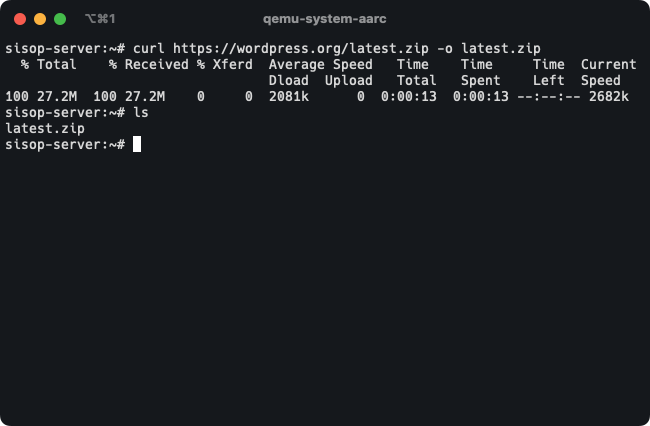 ⌥⌘1 qemu-system-aarc
sisop-server:~# curl https://wordpress.org/latest.zip -o latest.zip
  % Total    % Received % Xferd  Average Speed   Time    Time     Time  Current
                                 Dload  Upload   Total   Spent    Left  Speed
100 27.2M  100 27.2M    0     0  2081k      0  0:00:13  0:00:13 --:--:-- 2682k
sisop-server:~# ls
latest.zip
sisop-server:~#